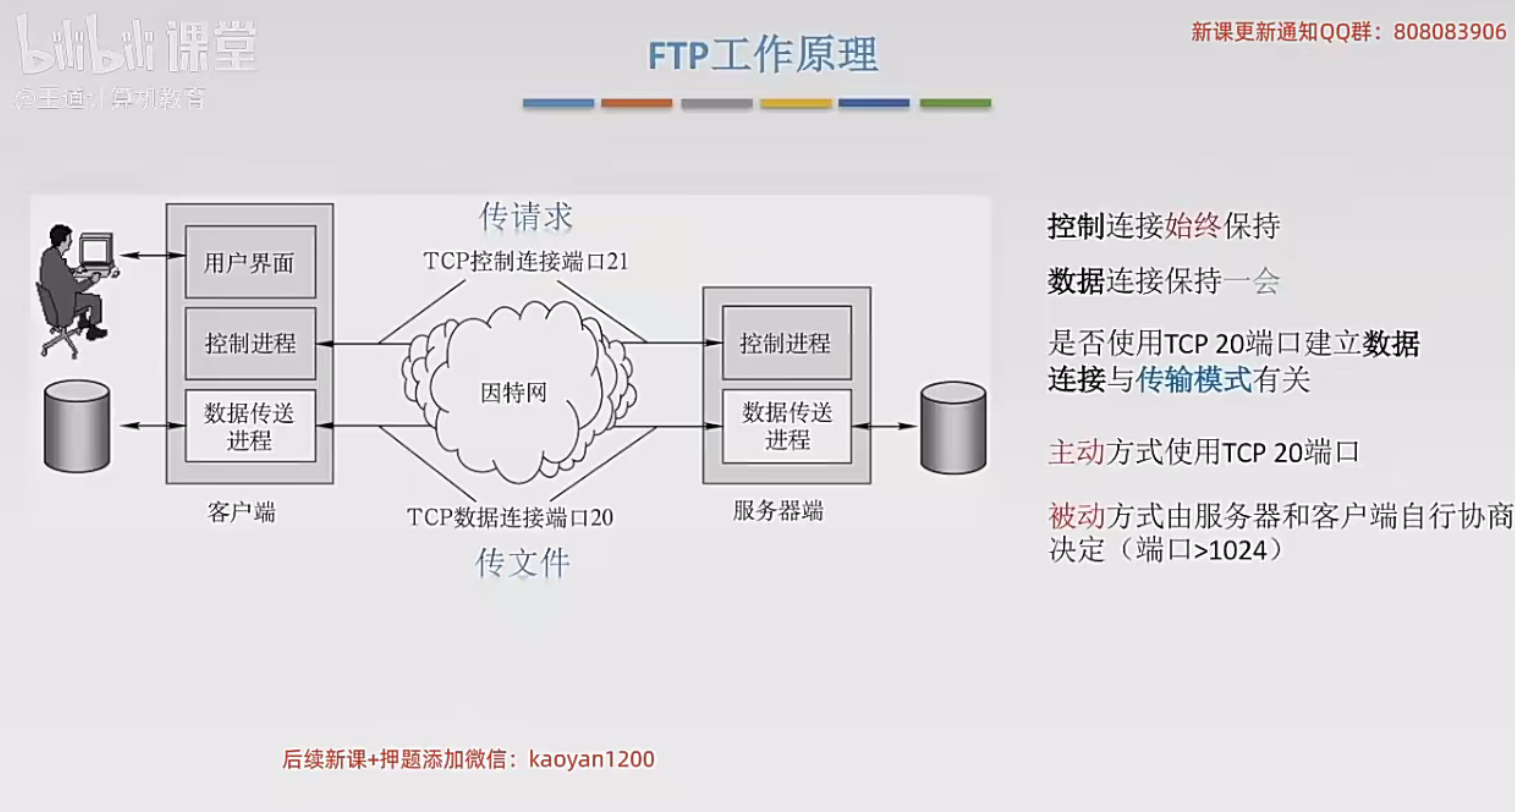 bilibili课堂
@王道计算机教育
新课更新通知QQ群：808083906
FTP工作原理
传请求
TCP控制连接端口21
用户界面
控制进程
数据传送
进程
客户端
因特网
控制进程
数据传送
进程
服务器端
TCP数据连接端口20
传文件
控制连接始终保持
数据连接保持一会
是否使用TCP 20端口建立数据
连接与传输模式有关
主动方式使用TCP 20端口
被动方式由服务器和客户端自行协商
决定（端口>1024）
后续新课+押题添加微信：kaoyan1200